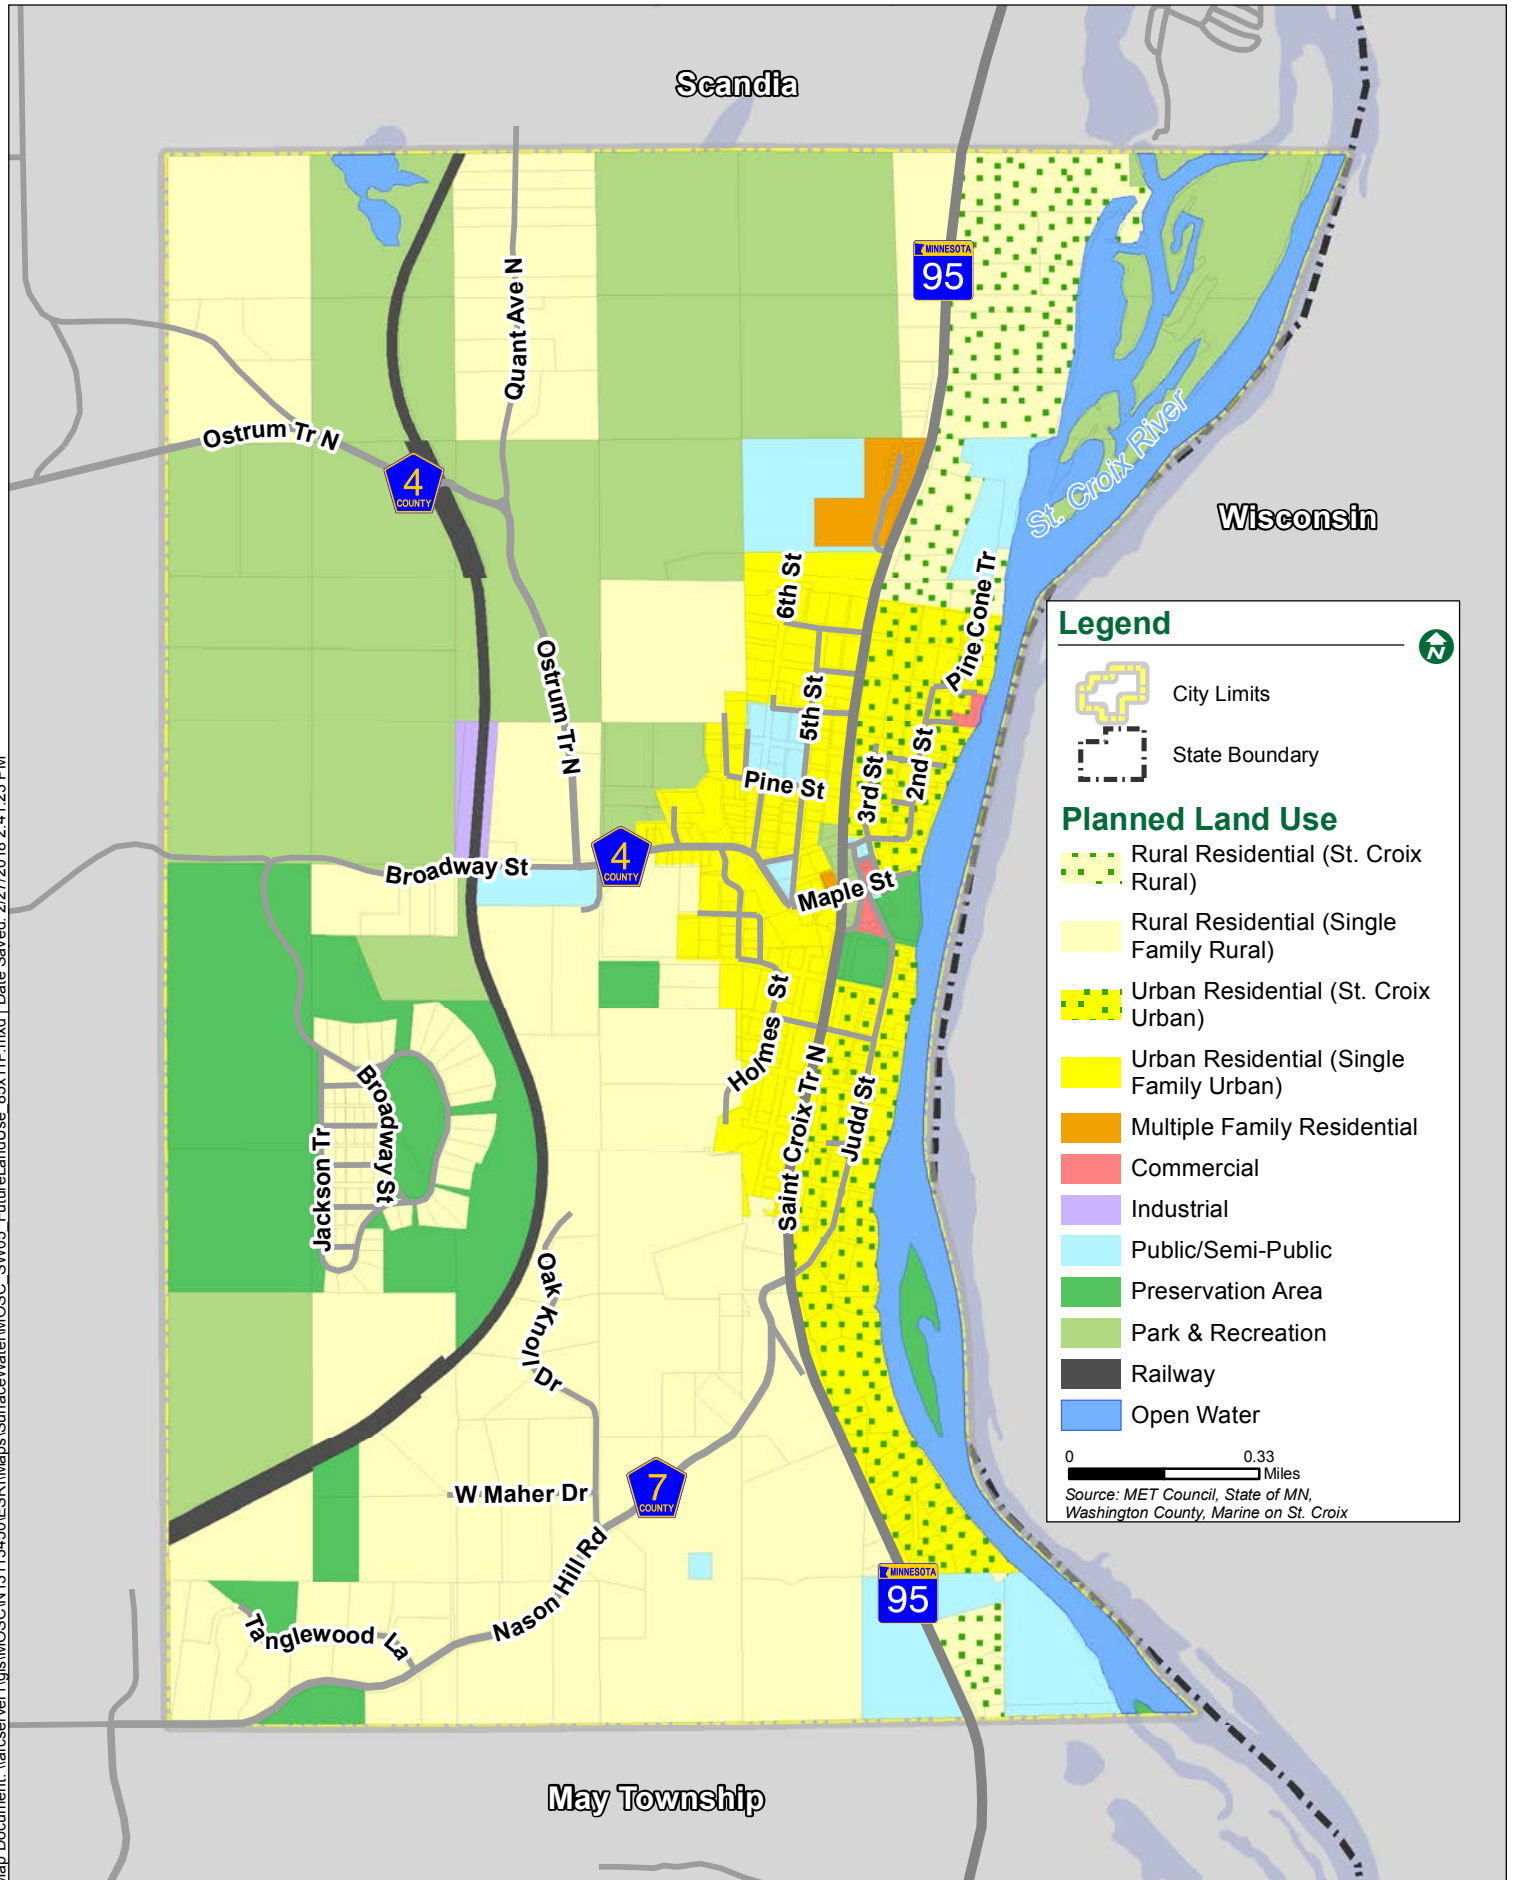 Scandia
MINNESOTA
95
Quant Ave N
Ostrum Tr N
4
COUNTY
St. Croix River
Wisconsin
6th St
Pine Cone Tr
Ostrum Tr N
5th St
2nd St
3rd St
Pine St
4
COUNTY
Broadway St
Maple St
Holmes St
Saint Croix Tr N
Judd St
Broadway St
Jackson Tr
Oak Knoll Dr
W Maher Dr
7
COUNTY
Nason Hill Rd
Tanglewood La
MINNESOTA
95
May Township
Legend
N
City Limits
State Boundary
Planned Land Use
Rural Residential (St. Croix
Rural)
Rural Residential (Single
Family Rural)
Urban Residential (St. Croix
Urban)
Urban Residential (Single
Family Urban)
Multiple Family Residential
Commercial
Industrial
Public/Semi-Public
Preservation Area
Park & Recreation
Railway
Open Water
0 0.33
Miles
Source: MET Council, State of MN,
Washington County, Marine on St. Croix